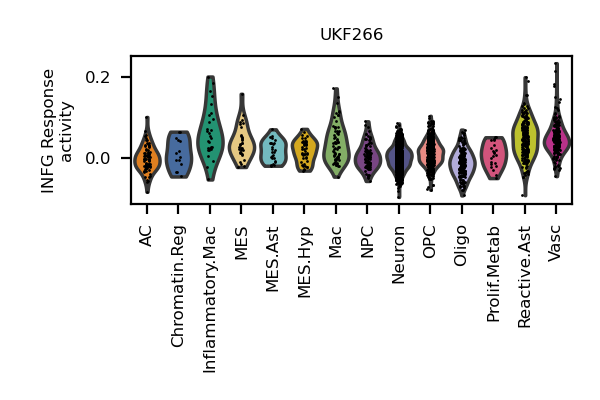 UKF266
INFG Response
activity
0.2
0.0
AC
Chromatin.Reg
Inflammatory.Mac
MES
MES.Ast
MES.Hyp
Mac
NPC
Neuron
OPC
Oligo
Prolif.Metab
Reactive.Ast
Vasc